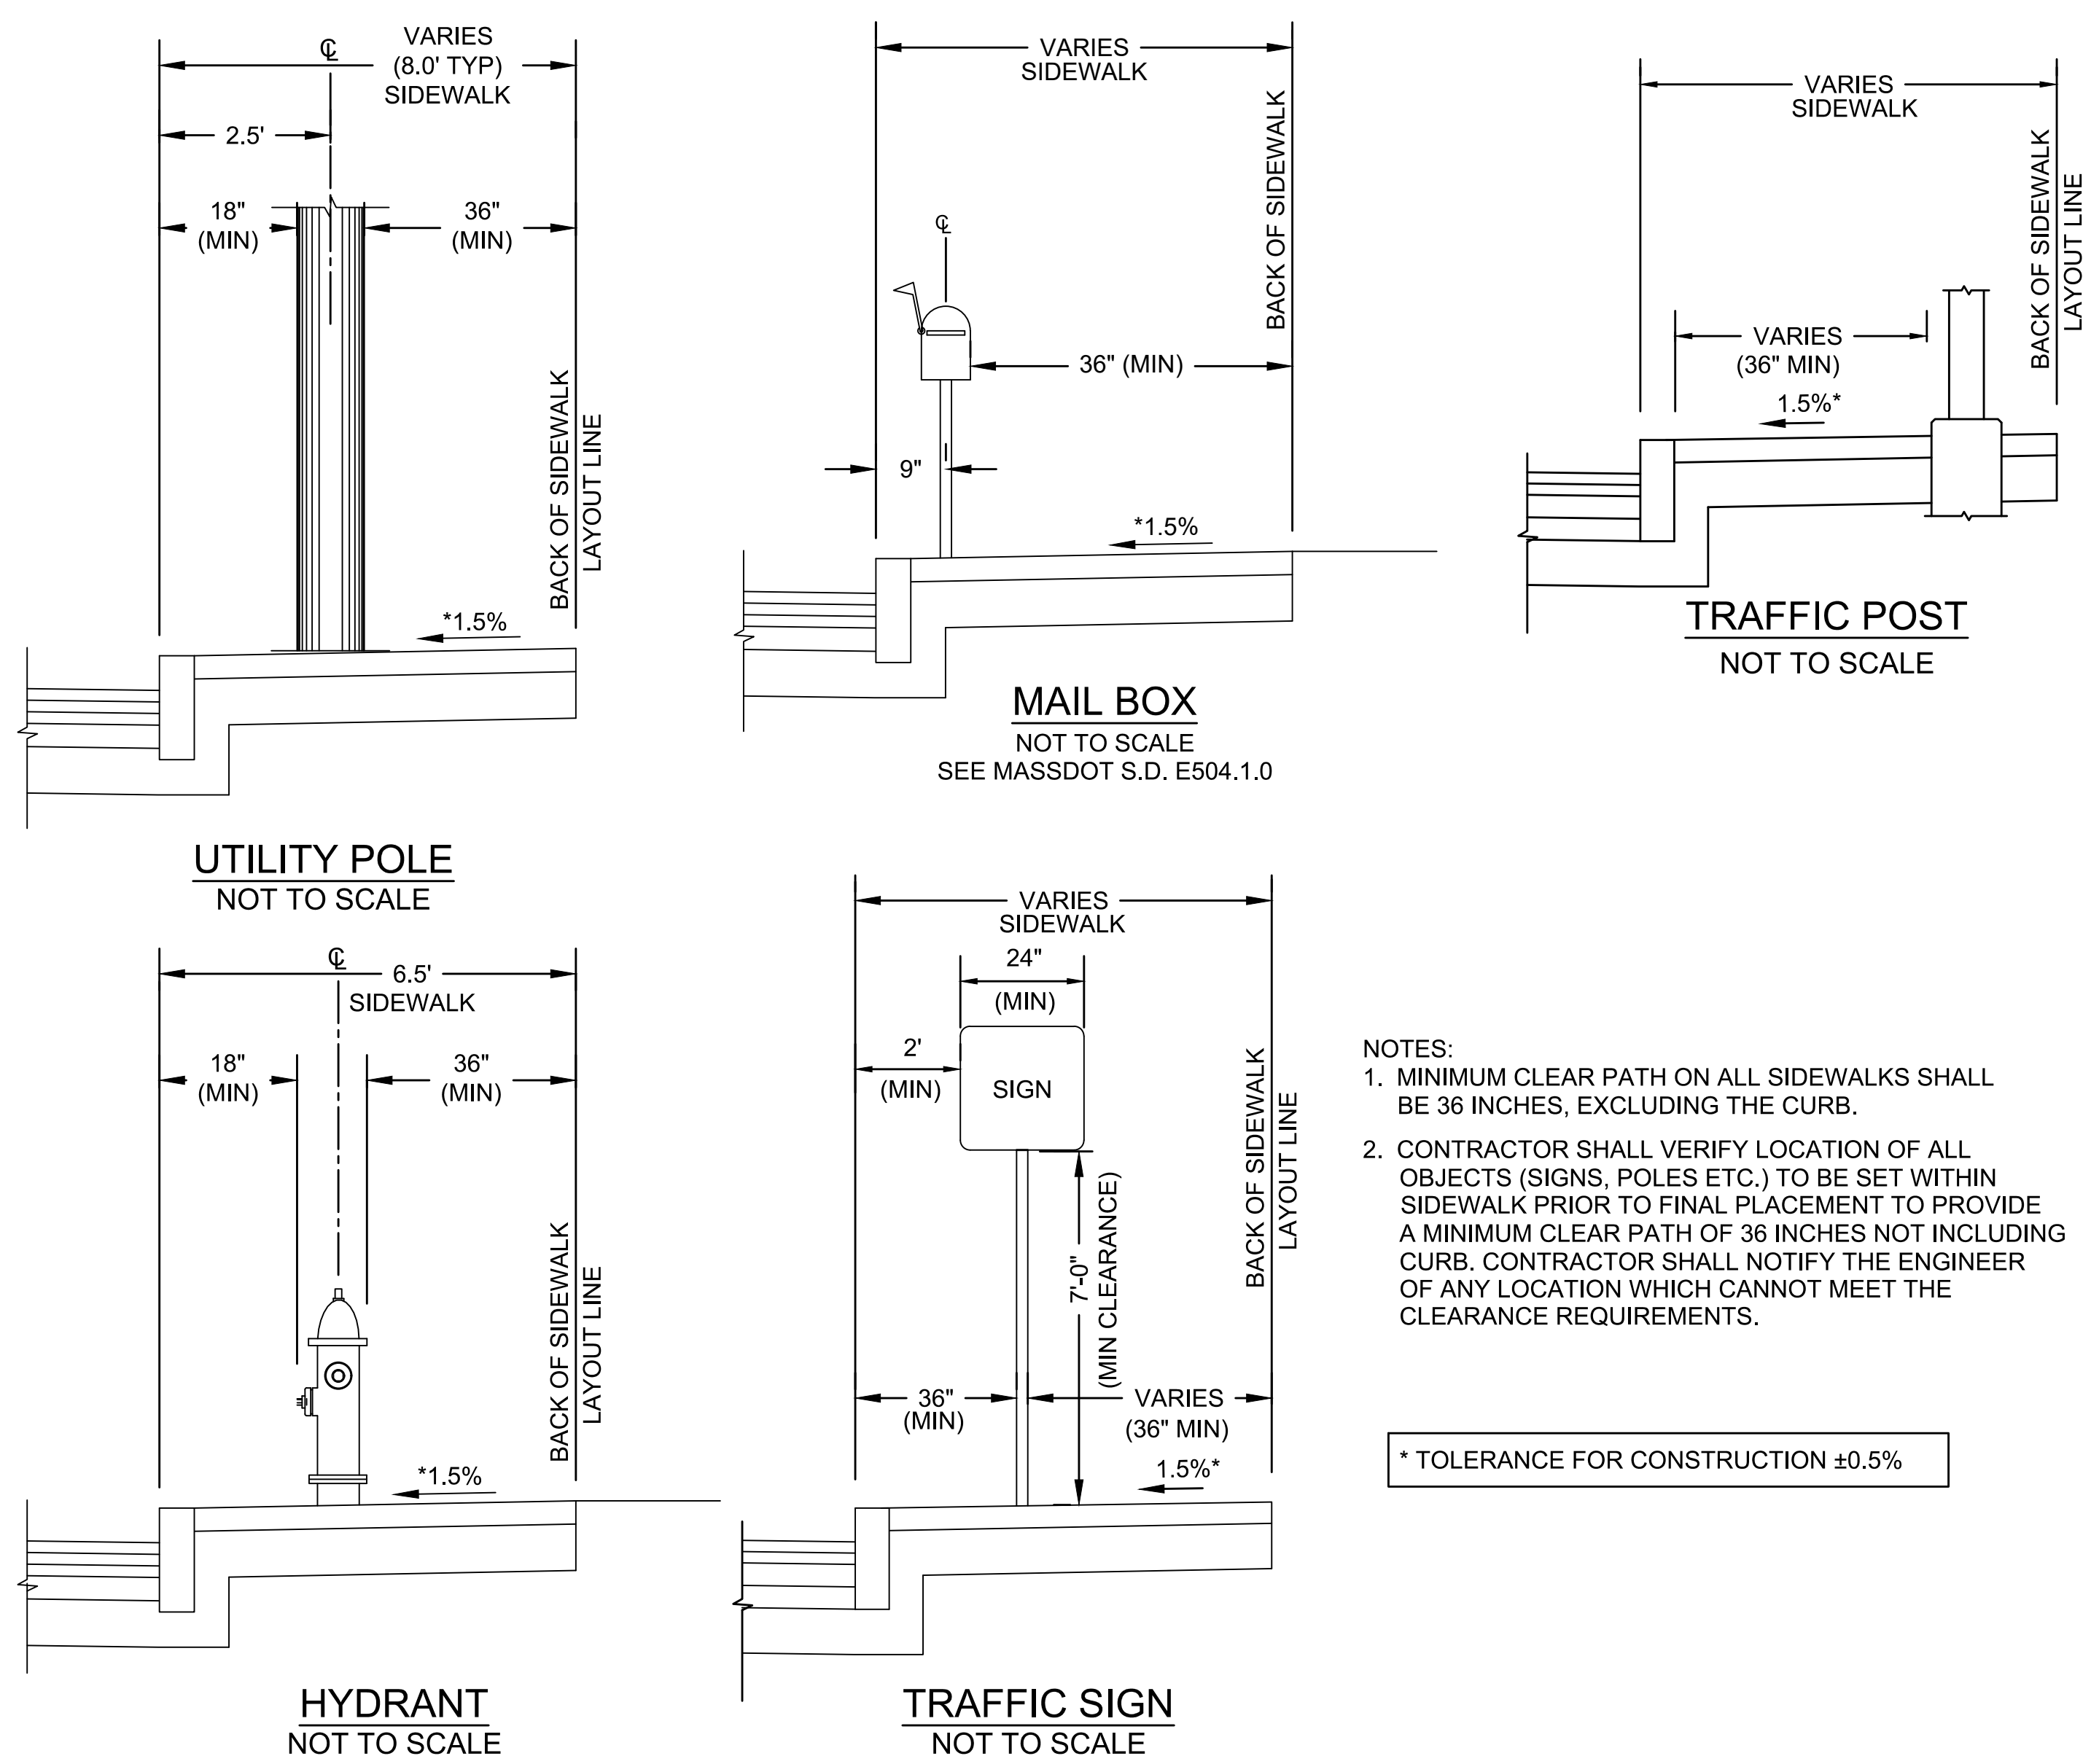 ℄
VARIES
(8.0' TYP)
SIDEWALK
2.5'
18"
(MIN)
36"
(MIN)
BACK OF SIDEWALK
LAYOUT LINE
*1.5%
UTILITY POLE
NOT TO SCALE
VARIES
SIDEWALK
BACK OF SIDEWALK
℄
36" (MIN)
9"
*1.5%
MAIL BOX
NOT TO SCALE
SEE MASSDOT S.D. E504.1.0
VARIES
SIDEWALK
BACK OF SIDEWALK
LAYOUT LINE
VARIES
(36" MIN)
1.5%*
TRAFFIC POST
NOT TO SCALE
℄
6.5'
SIDEWALK
18"
(MIN)
36"
(MIN)
BACK OF SIDEWALK
LAYOUT LINE
*1.5%
HYDRANT
NOT TO SCALE
VARIES
SIDEWALK
24"
(MIN)
2'
(MIN)
SIGN
BACK OF SIDEWALK
LAYOUT LINE
7'-0"
(MIN CLEARANCE)
36"
(MIN)
VARIES
(36" MIN)
1.5%*
TRAFFIC SIGN
NOT TO SCALE
NOTES:
1. MINIMUM CLEAR PATH ON ALL SIDEWALKS SHALL
BE 36 INCHES, EXCLUDING THE CURB.
2. CONTRACTOR SHALL VERIFY LOCATION OF ALL
OBJECTS (SIGNS, POLES ETC.) TO BE SET WITHIN
SIDEWALK PRIOR TO FINAL PLACEMENT TO PROVIDE
A MINIMUM CLEAR PATH OF 36 INCHES NOT INCLUDING
CURB. CONTRACTOR SHALL NOTIFY THE ENGINEER
OF ANY LOCATION WHICH CANNOT MEET THE
CLEARANCE REQUIREMENTS.
* TOLERANCE FOR CONSTRUCTION ±0.5%